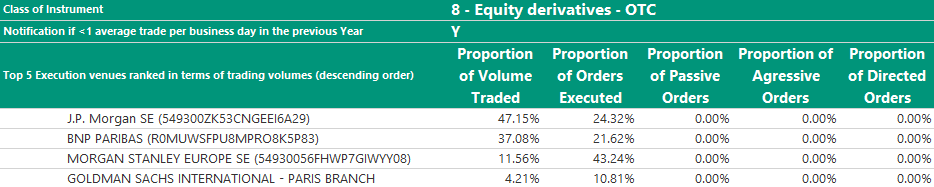 Class of Instrument 8 - Equity derivatives - OTC
Notification if <1 average trade per business day in the previous Year Y
Top 5 Execution venues ranked in terms of trading volumes (descending order) Proportion of Volume Traded Proportion of Orders Executed Proportion of Passive Orders Proportion of Agressive Orders Proportion of Directed Orders
J.P. Morgan SE (549300ZK53CNGEEI6A29) 47.15% 24.32% 0.00% 0.00% 0.00%
BNP PARIBAS (R0MUWSFPU8MPRO8K5P83) 37.08% 21.62% 0.00% 0.00% 0.00%
MORGAN STANLEY EUROPE SE (54930056FHWP7GIWYY08) 11.56% 43.24% 0.00% 0.00% 0.00%
GOLDMAN SACHS INTERNATIONAL - PARIS BRANCH 4.21% 10.81% 0.00% 0.00% 0.00%